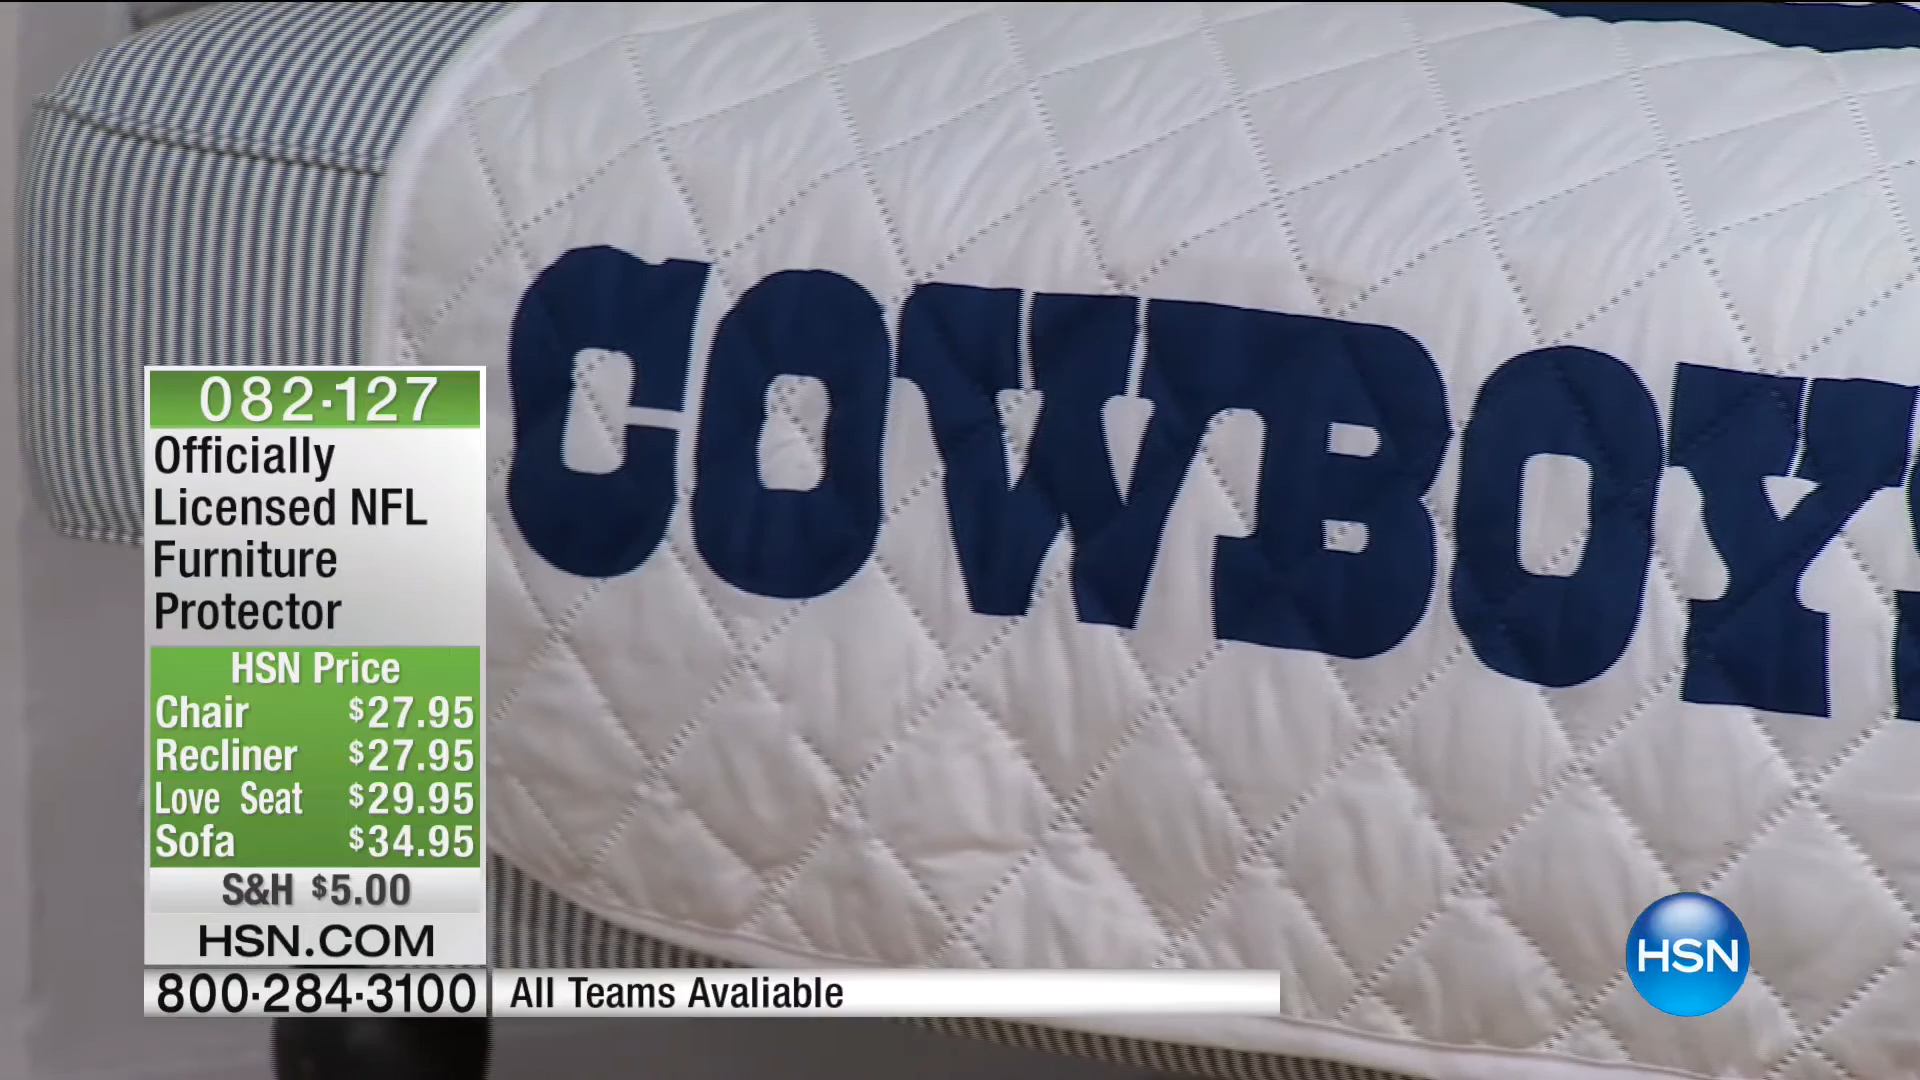 COWBOYS
082·127
Officially
Licensed NFL
Furniture
Protector
HSN Price
Chair $27.95
Recliner $27.95
Love Seat $29.95
Sofa $34.95
S&H $5.00
HSN.COM
800·284·3100
All Teams Avaliable
HSN